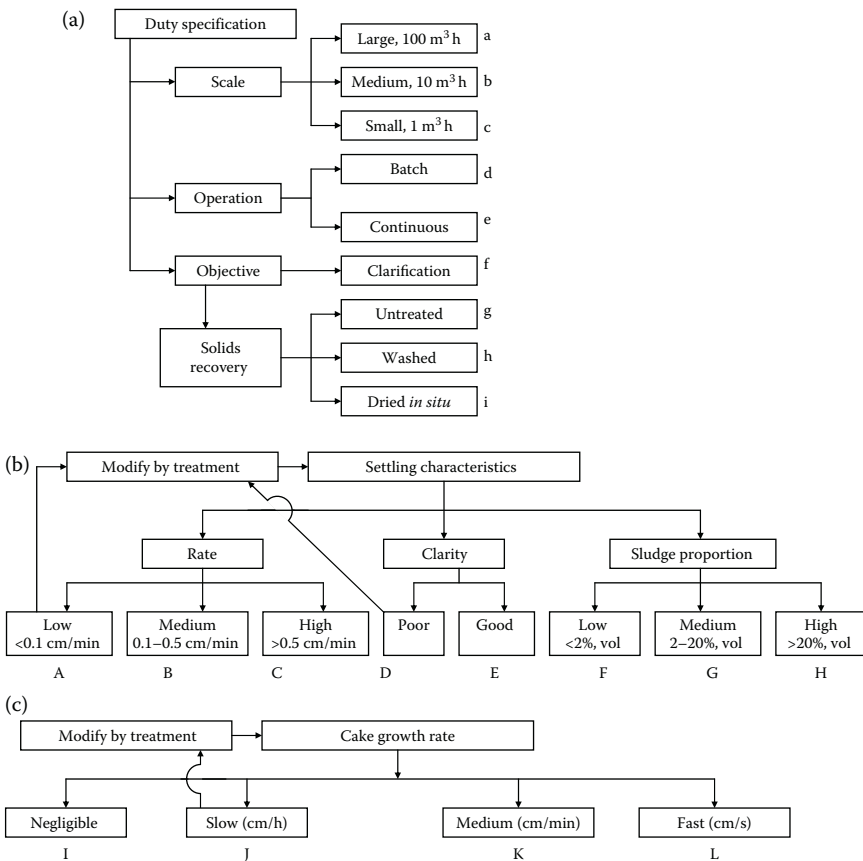 (a)
Duty specification
Scale
Large, 100 m³ h
a
Medium, 10 m³ h
b
Small, 1 m³ h
c
Operation
Batch
d
Continuous
e
Objective
Clarification
f
Solids
recovery
Untreated
g
Washed
h
Dried in situ
i
(b)
Modify by treatment
Settling characteristics
Rate
Clarity
Sludge proportion
Low
<0.1 cm/min
Medium
0.1–0.5 cm/min
High
>0.5 cm/min
Poor
Good
Low
<2%, vol
Medium
2–20%, vol
High
>20%, vol
A
B
C
D
E
F
G
H
(c)
Modify by treatment
Cake growth rate
Negligible
Slow (cm/h)
Medium (cm/min)
Fast (cm/s)
I
J
K
L